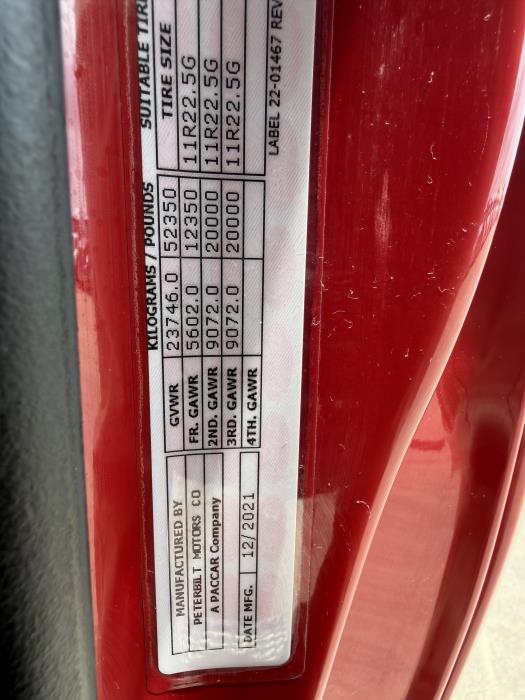 MANUFACTURED BY
PETERBILT MOTORS CO
A PACCAR Company
DATE MFG. 12/2021
KILOGRAMS / POUNDS
GVWR 23746.0 52350
FR. GAWR 5602.0 12350 11R22.5G
2ND. GAWR 9072.0 20000 11R22.5G
3RD. GAWR 9072.0 20000 11R22.5G
4TH. GAWR
SUITABLE
TIRE SIZE
LABEL 22-01467 REV